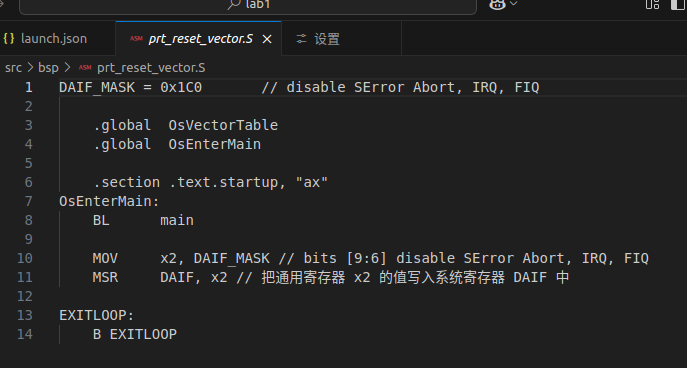 lab1
launch.json
prt_reset_vector.S
设置
src > bsp > prt_reset_vector.S
1 DAIF_MASK = 0x1C0 // disable SError Abort, IRQ, FIQ
2
3 .global OsVectorTable
4 .global OsEnterMain
5
6 .section .text.startup, "ax"
7 OsEnterMain:
8 BL main
9
10 MOV x2, DAIF_MASK // bits [9:6] disable SError Abort, IRQ, FIQ
11 MSR DAIF, x2 // 把通用寄存器 x2 的值写入系统寄存器 DAIF 中
12
13 EXITLOOP:
14 B EXITLOOP